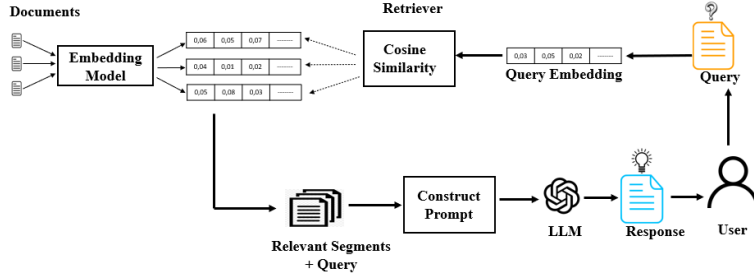 Documents
Retriever
Embedding
Model
0,06 0,05 0,07 -------
0,04 0,01 0,02 -------
0,05 0,08 0,03 -------
Cosine
Similarity
0,03 0,05 0,02 -------
Query Embedding
?
Query
Relevant Segments
+ Query
Construct
Prompt
LLM
Response
User